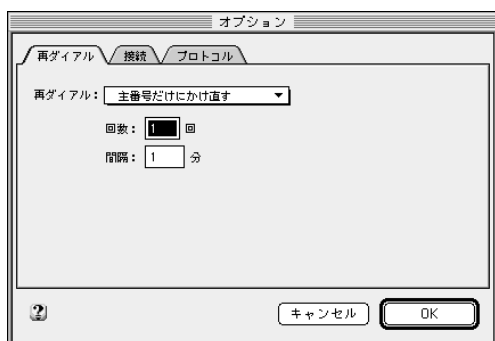 オプション
再ダイアル 接続 プロトコル
再ダイアル： 主番号だけにかけ直す
回数： 1 回
間隔： 1 分
? キャンセル OK